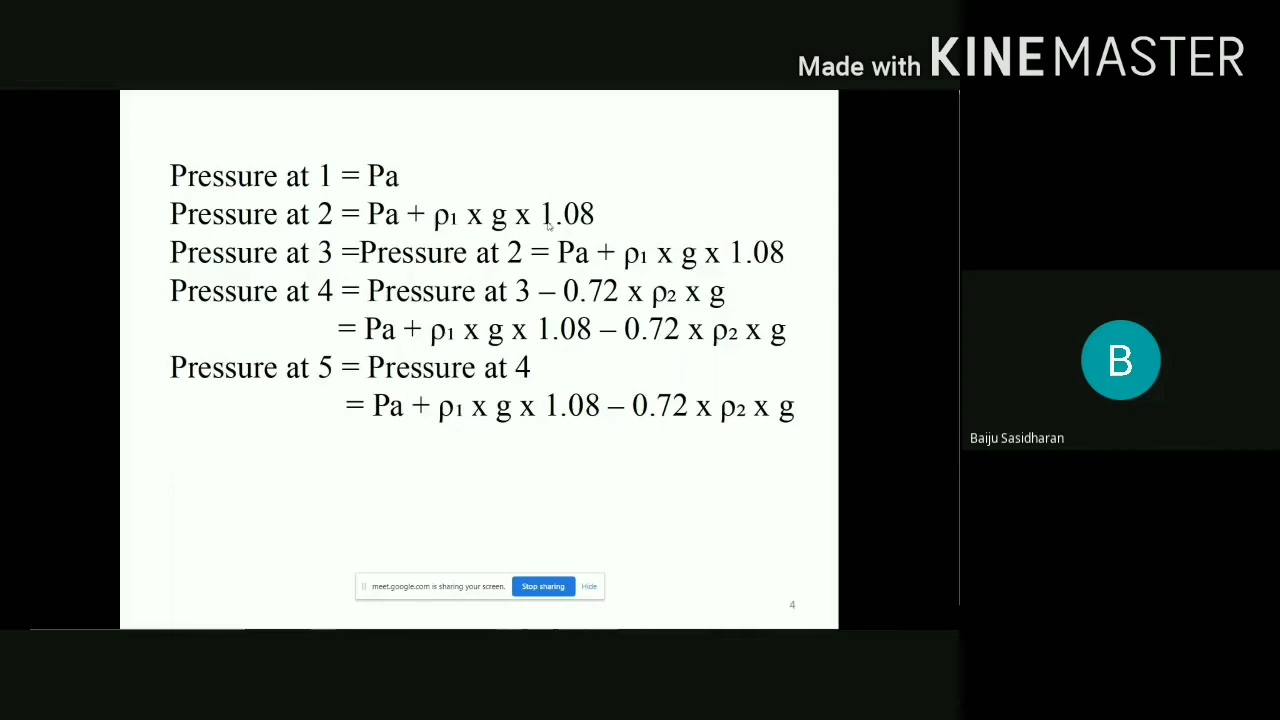 Made with KINEMASTER
Pressure at 1 = Pa
Pressure at 2 = Pa + ρ₁ x g x 1.08
Pressure at 3 =Pressure at 2 = Pa + ρ₁ x g x 1.08
Pressure at 4 = Pressure at 3 – 0.72 x ρ₂ x g
= Pa + ρ₁ x g x 1.08 – 0.72 x ρ₂ x g
Pressure at 5 = Pressure at 4
= Pa + ρ₁ x g x 1.08 – 0.72 x ρ₂ x g
B
Baiju Sasidharan
meet.google.com is sharing your screen. Stop sharing Hide
4